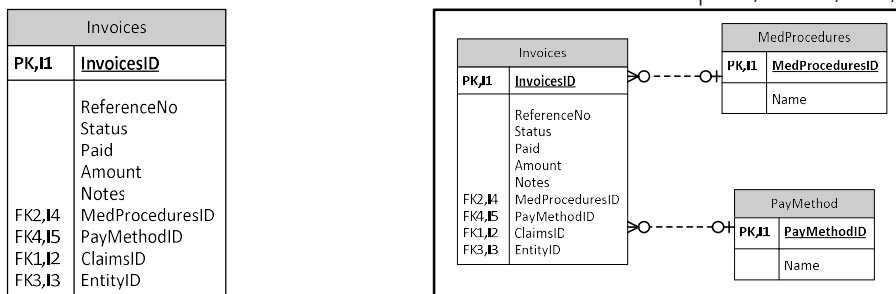 Invoices
PK,I1 InvoicesID
ReferenceNo
Status
Paid
Amount
Notes
FK2,I4 MedProceduresID
FK4,I5 PayMethodID
FK1,I2 ClaimsID
FK3,I3 EntityID
Invoices
PK,I1 InvoicesID
ReferenceNo
Status
Paid
Amount
Notes
FK2,I4 MedProceduresID
FK4,I5 PayMethodID
FK1,I2 ClaimsID
FK3,I3 EntityID
MedProcedures
PK,I1 MedProceduresID
Name
PayMethod
PK,I1 PayMethodID
Name